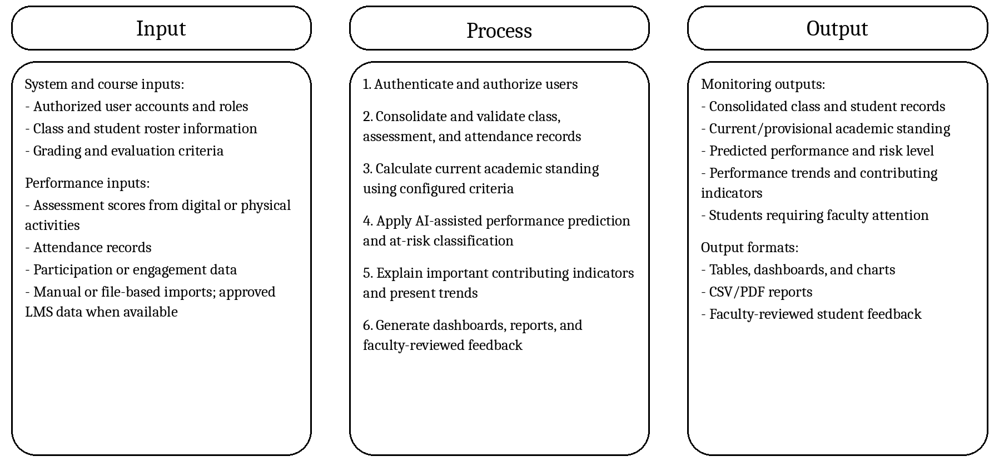 Input
System and course inputs:
- Authorized user accounts and roles
- Class and student roster information
- Grading and evaluation criteria
Performance inputs:
- Assessment scores from digital or physical
activities
- Attendance records
- Participation or engagement data
- Manual or file-based imports; approved
LMS data when available
Process
1. Authenticate and authorize users
2. Consolidate and validate class,
assessment, and attendance records
3. Calculate current academic standing
using configured criteria
4. Apply AI-assisted performance prediction
and at-risk classification
5. Explain important contributing indicators
and present trends
6. Generate dashboards, reports, and
faculty-reviewed feedback
Output
Monitoring outputs:
- Consolidated class and student records
- Current/provisional academic standing
- Predicted performance and risk level
- Performance trends and contributing
indicators
- Students requiring faculty attention
Output formats:
- Tables, dashboards, and charts
- CSV/PDF reports
- Faculty-reviewed student feedback